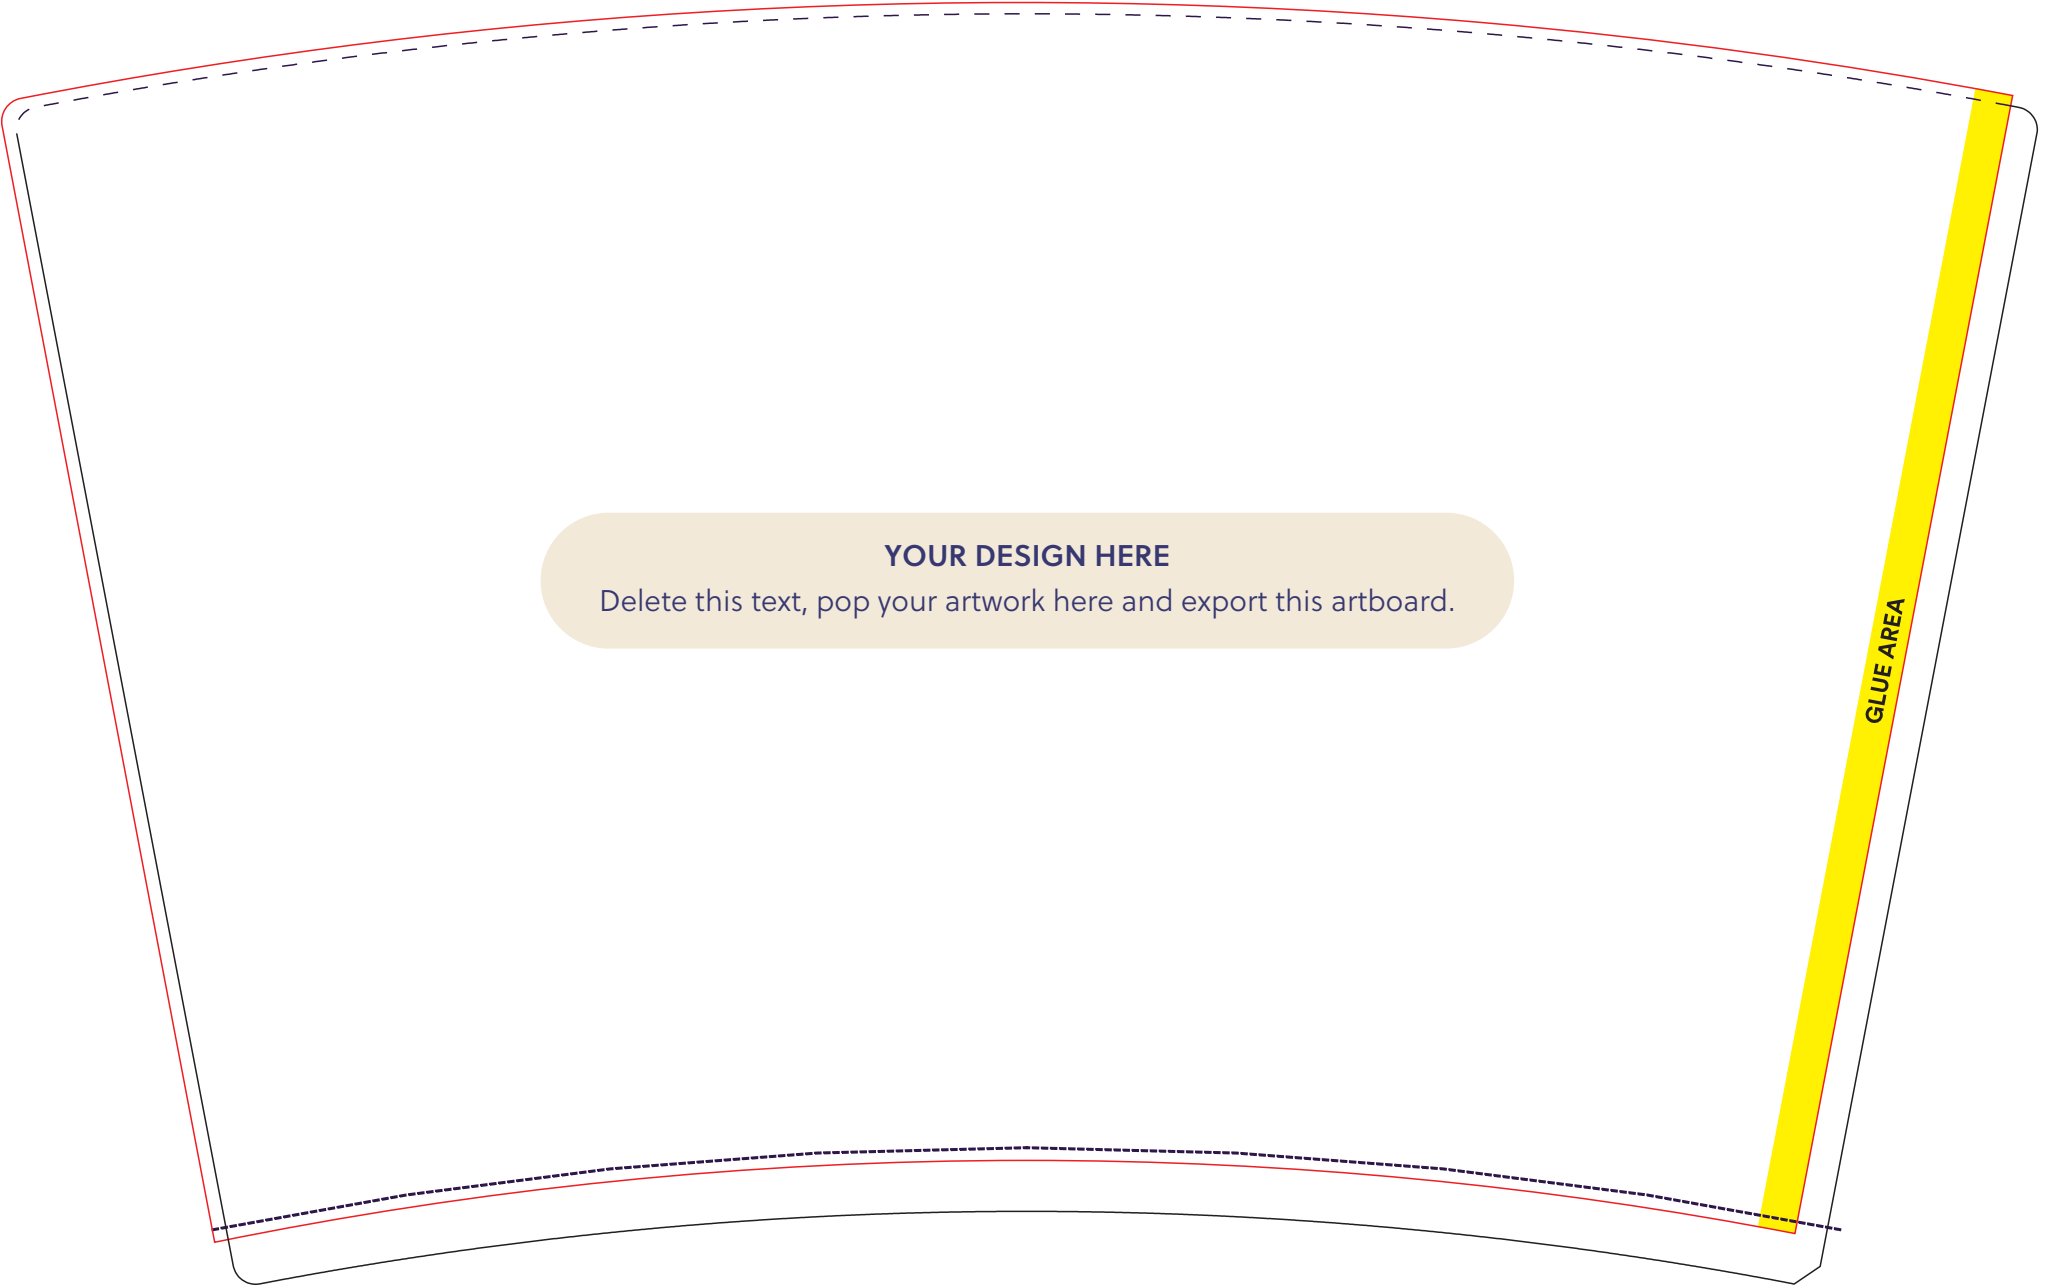 YOUR DESIGN HERE
Delete this text, pop your artwork here and export this artboard.
GLUE AREA